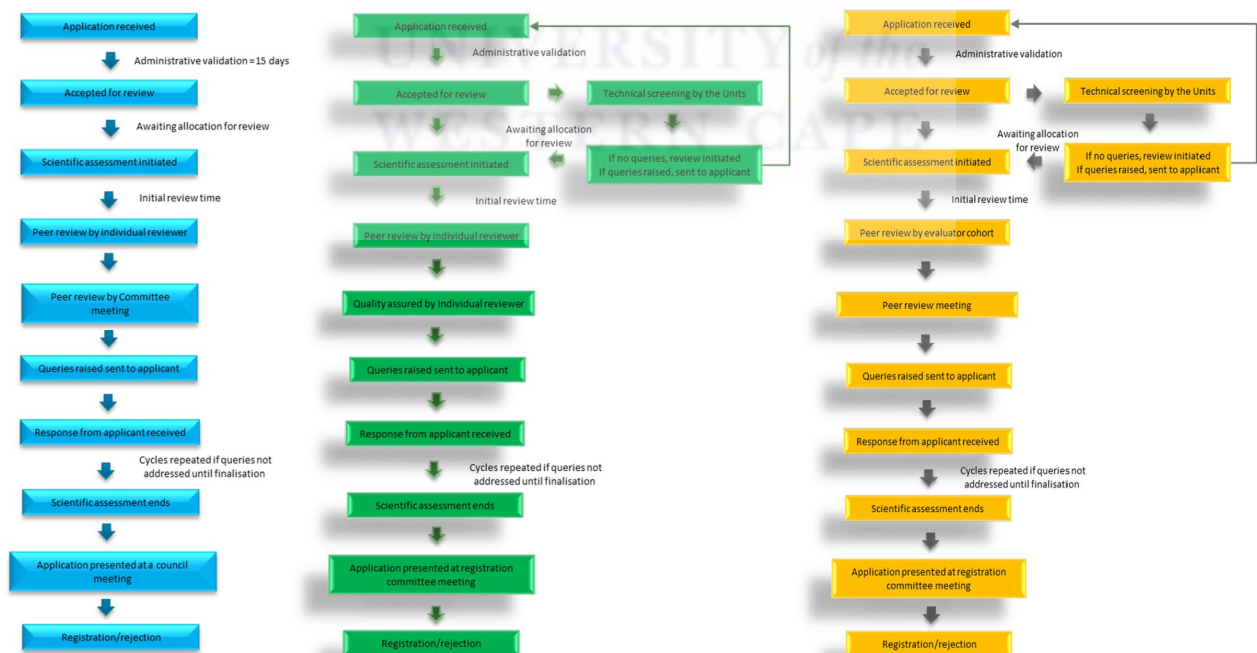 Application received
Administrative validation = 15 days
Accepted for review
Awaiting allocation for review
Scientific assessment initiated
Initial review time
Peer review by individual reviewer
Peer review by Committee
meeting
Queries raised sent to applicant
Response from applicant received
Cycles repeated if queries not
addressed until finalisation
Scientific assessment ends
Application presented at a council
meeting
Registration/rejection
UNIVERSITY of the
WESTERN CAPE
Application received
Administrative validation
Accepted for review
Technical screening by the Units
Awaiting allocation
for review
Scientific assessment initiated
If no queries, review initiated
If queries raised, sent to applicant
Initial review time
Peer review by individual reviewer
Quality assured by individual reviewer
Queries raised sent to applicant
Response from applicant received
Cycles repeated if queries not
addressed until finalisation
Scientific assessment ends
Application presented at registration
committee meeting
Registration/rejection
Application received
Administrative validation
Accepted for review
Technical screening by the Units
Awaiting allocation
for review
Scientific assessment initiated
If no queries, review initiated
If queries raised, sent to applicant
Initial review time
Peer review by evaluator cohort
Peer review meeting
Queries raised sent to applicant
Response from applicant received
Cycles repeated if queries not
addressed until finalisation
Scientific assessment ends
Application presented at registration
committee meeting
Registration/rejection